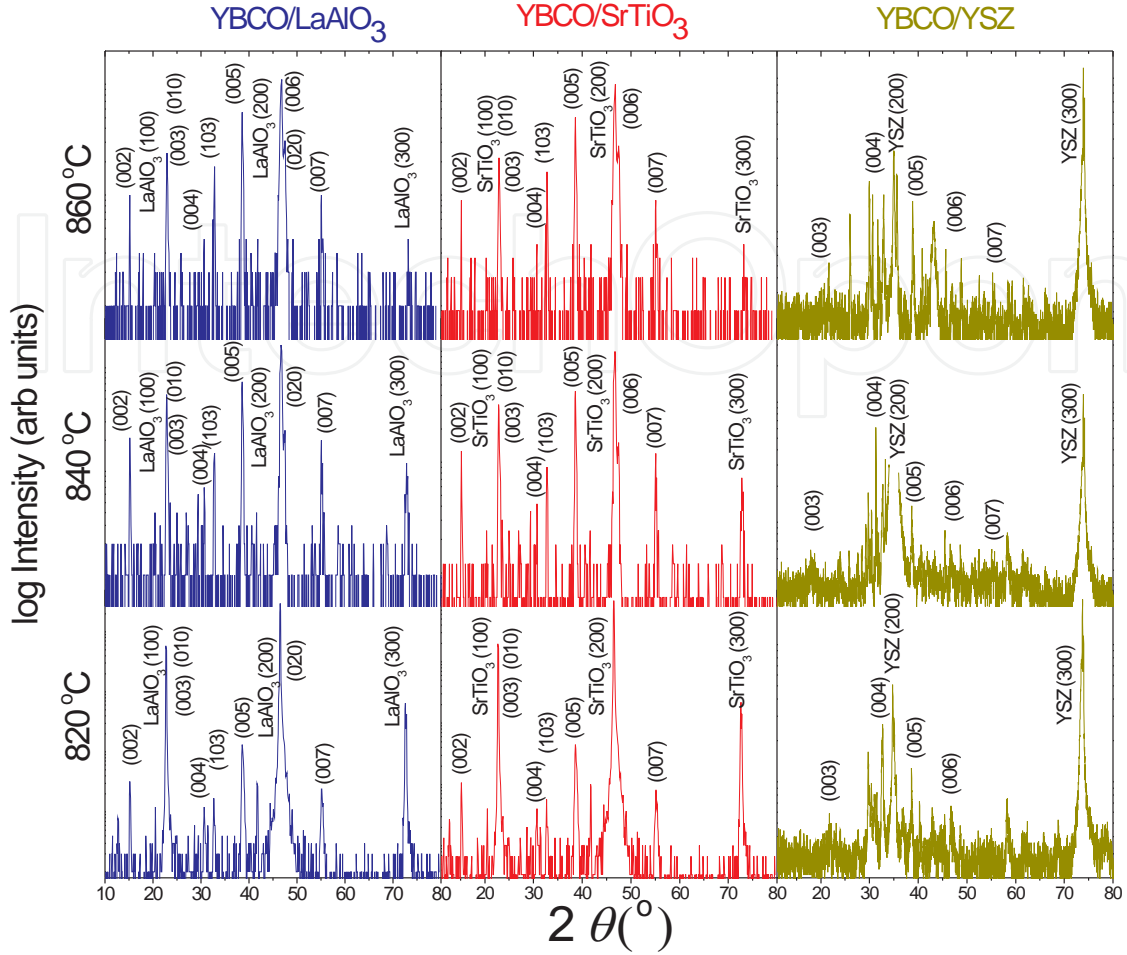 YBCO/LaAlO₃ YBCO/SrTiO₃ YBCO/YSZ
log Intensity (arb units)
860°C
(002)
LaAlO₃ (100)
(003) (010)
(004)
(103)
(005)
LaAlO₃ (200)
(020) (006)
(007)
LaAlO₃ (300)
(002)
SrTiO₃ (100)
(003) (010)
(004)
(103)
(005)
SrTiO₃ (200)
(006)
(007)
SrTiO₃ (300)
(003)
(004)
YSZ (200)
(005)
(006)
(007)
YSZ (300)
840°C
(002)
LaAlO₃ (100)
(003) (010)
(004)
(103)
(005)
LaAlO₃ (200)
(020)
(007)
LaAlO₃ (300)
(002)
SrTiO₃ (100)
(003) (010)
(004)
(103)
(005)
SrTiO₃ (200)
(006)
(007)
SrTiO₃ (300)
(003)
(004)
YSZ (200)
(005)
(006)
(007)
YSZ (300)
820°C
(002)
LaAlO₃ (100)
(003) (010)
(004)
(103)
(005)
LaAlO₃ (200)
(020)
(007)
LaAlO₃ (300)
(002)
SrTiO₃ (100)
(003) (010)
(004)
(103)
(005)
SrTiO₃ (200)
(007)
SrTiO₃ (300)
(003)
(004)
YSZ (200)
(005)
(006)
YSZ (300)
10 20 30 40 50 60 70 80 20 30 40 50 60 70 80 20 30 40 50 60 70 80
2 θ(°)
IntechOpen